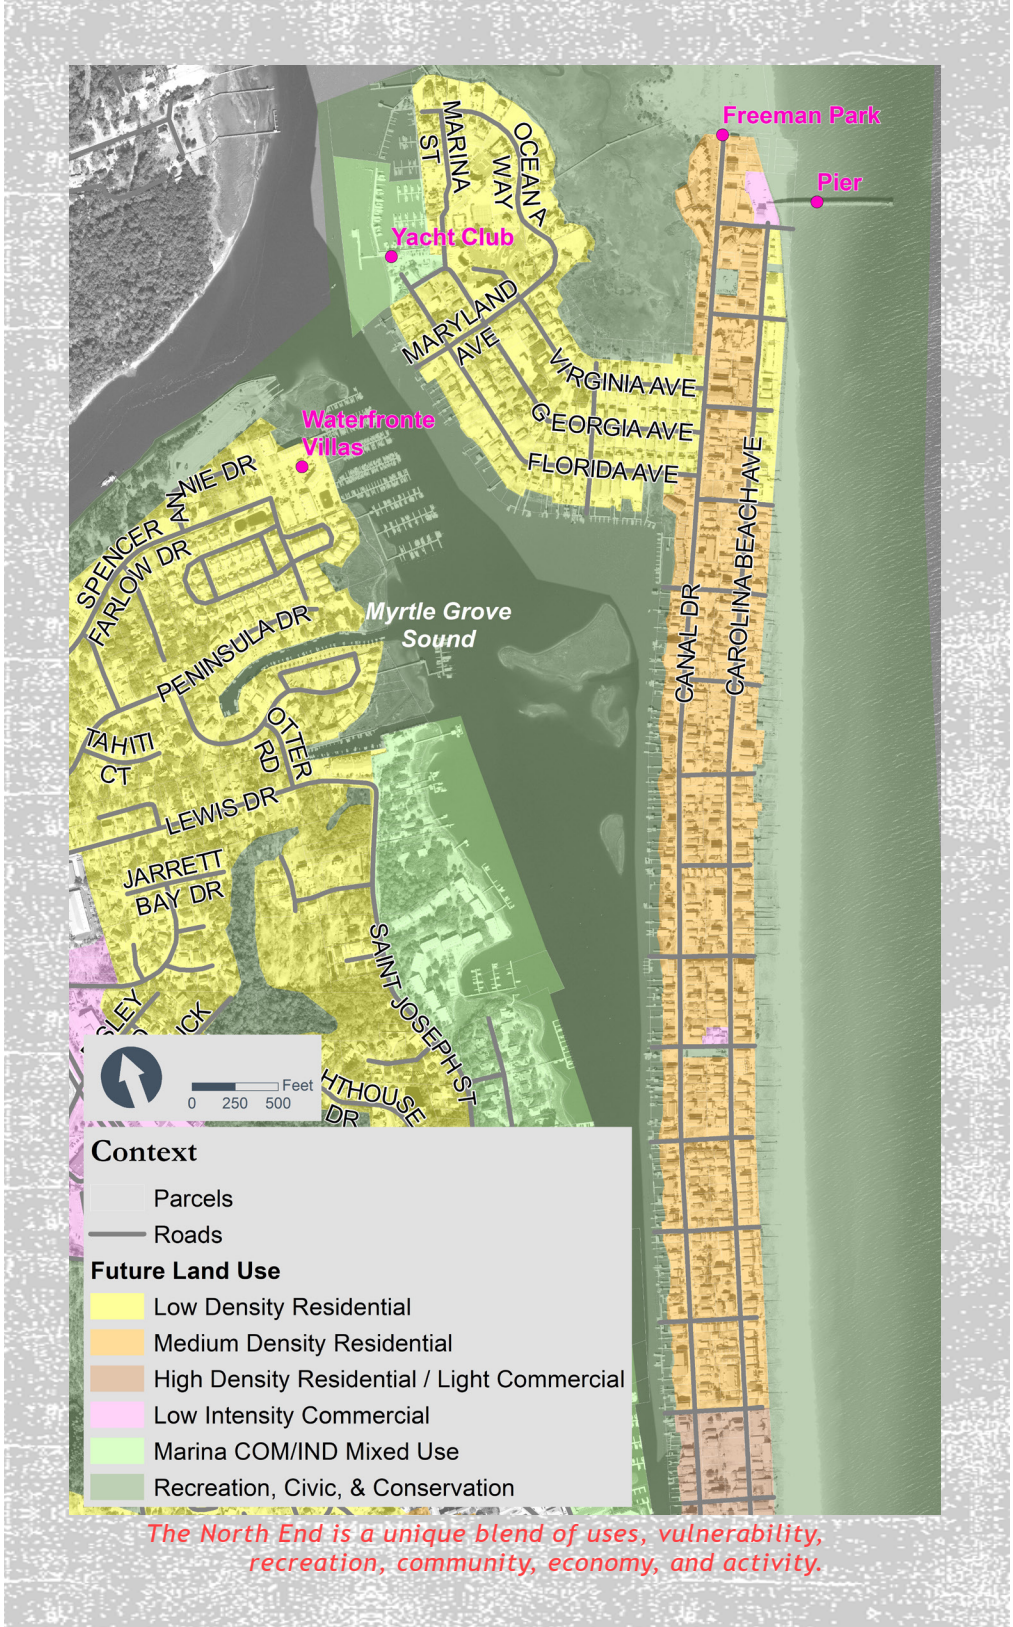 Freeman Park
Pier
MARINA
ST
OCEANA
WAY
Yacht Club
MARYLAND
AVE
VIRGINIA AVE
GEORGIA AVE
FLORIDA AVE
Waterfronte
Villas
ANNIE DR
SPENCER
FARLOW DR
PENINSULA DR
Myrtle Grove
Sound
CANAL DR
CAROLINA BEACH AVE
OTTER
RD
TAHITI
CT
LEWIS DR
JARRETT
BAY DR
SAINT JOSEPH ST
SLEY
CK
HTHOUSE
DR
Feet
0 250 500
Context
Parcels
Roads
Future Land Use
Low Density Residential
Medium Density Residential
High Density Residential / Light Commercial
Low Intensity Commercial
Marina COM/IND Mixed Use
Recreation, Civic, & Conservation
The North End is a unique blend of uses, vulnerability,
recreation, community, economy, and activity.